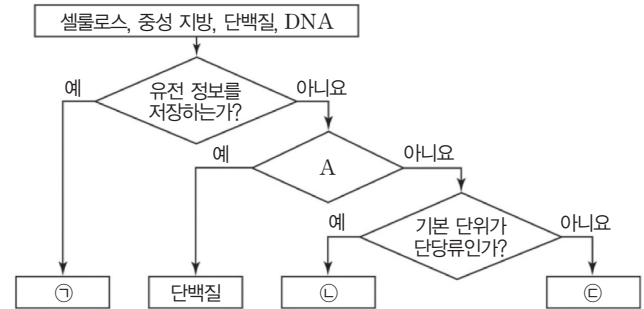 셀룰로스, 중성 지방, 단백질, DNA
유전 정보를
저장하는가?
예
아니요
A
예
아니요
기본 단위가
단당류인가?
예
아니요
㉠
단백질
㉡
㉢